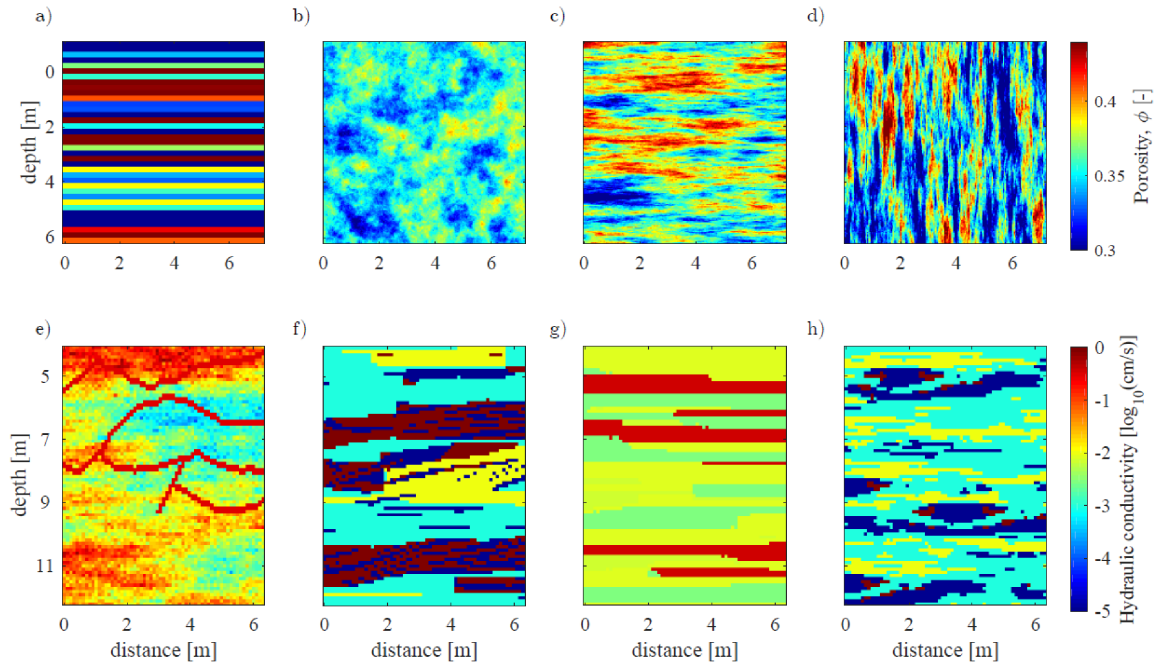 a)
b)
c)
d)
depth [m]
0
2
4
6
0 2 4 6
0 2 4 6
0 2 4 6
0 2 4 6
0.4
0.35
0.3
Porosity, ϕ [-]
e)
f)
g)
h)
depth [m]
5
7
9
11
0 2 4 6
0 2 4 6
0 2 4 6
0 2 4 6
distance [m]
distance [m]
distance [m]
distance [m]
0
-1
-2
-3
-4
-5
Hydraulic conductivity [log₁₀(cm/s)]